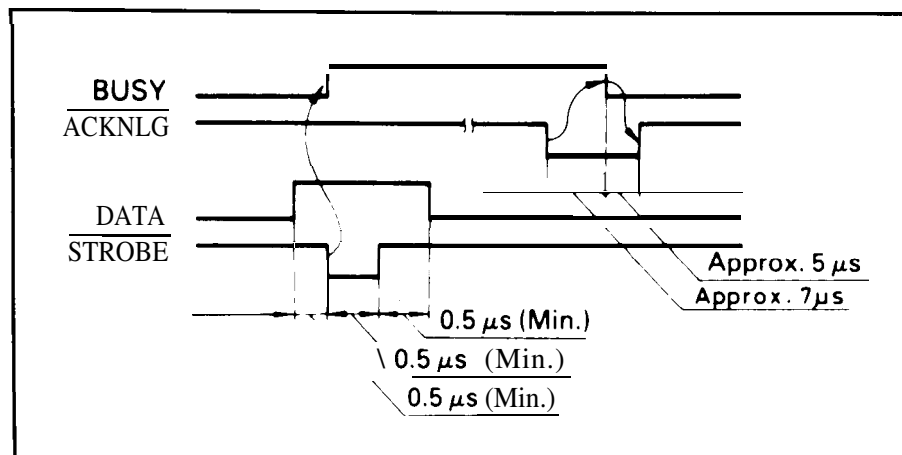 BUSY
ACKNLG
DATA
STROBE
Approx. 5 µs
Approx. 7µs
0.5 µs (Min.)
0.5 µs (Min.)
0.5 µs (Min.)